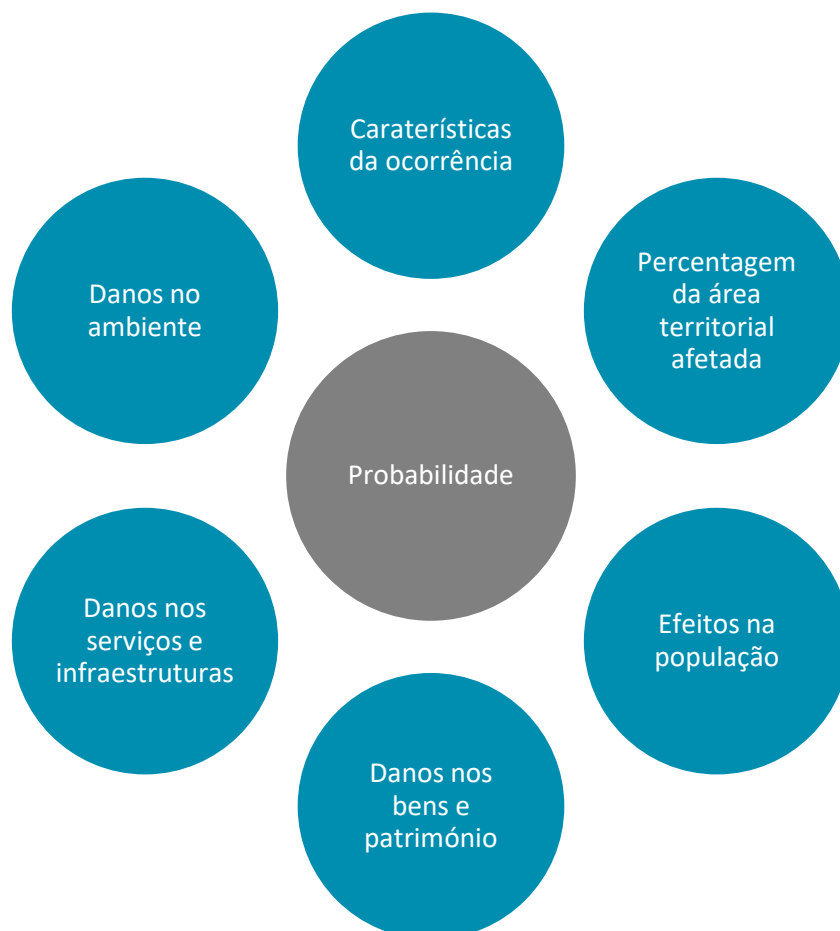 Caraterísticas
da ocorrência
Percentagem
da área
territorial
afetada
Efeitos na
população
Danos nos
bens e
património
Danos nos
serviços e
infraestruturas
Danos no
ambiente
Probabilidade